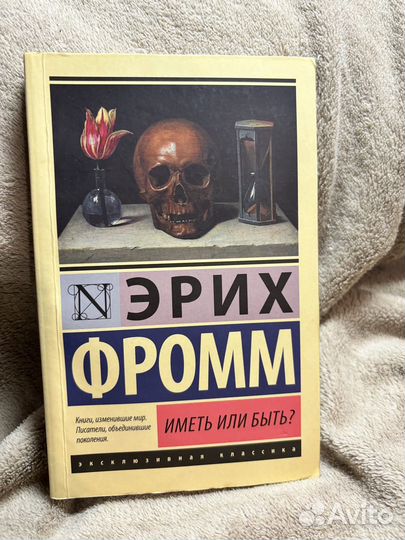 N
ЭРИХ
ФРОММ
Книги, изменившие мир.
Писатели, объединившие
поколения.
ИМЕТЬ ИЛИ БЫТЬ?
эксклюзивная классика
Avito